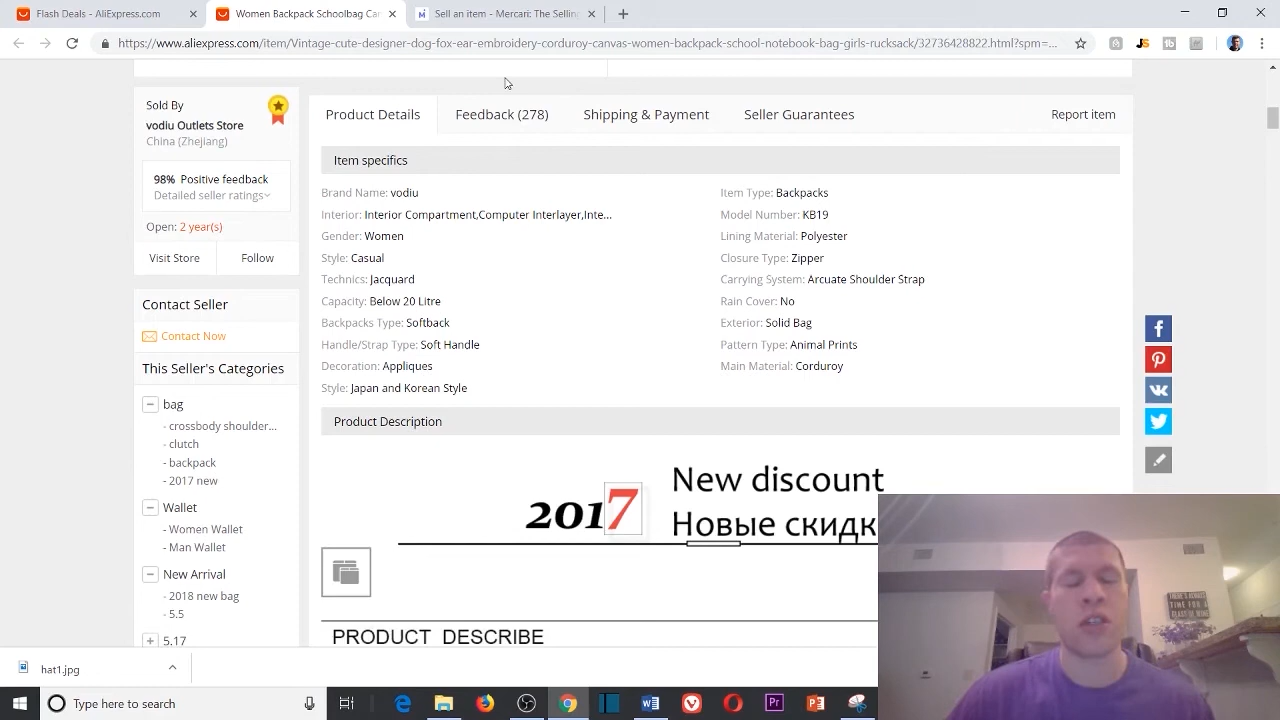 Flash Deals - AliExpress.com
Women Backpack Schoolbag Car
Sell an item - Mercari: The Selling
https://www.aliexpress.com/item/Vintage-cute-designer-dog-fox-ear-embroidery-corduroy-canvas-women-backpack-school-notebook-bag-girls-rucksack/32736428822.html?spm=...
Sold By
vodiu Outlets Store
China (Zhejiang)
98% Positive feedback
Detailed seller ratings
Open: 2 year(s)
Visit Store Follow
Contact Seller
Contact Now
This Seller's Categories
bag
- crossbody shoulder...
- clutch
- backpack
- 2017 new
Wallet
- Women Wallet
- Man Wallet
New Arrival
- 2018 new bag
- 5.5
5.17
Product Details Feedback (278) Shipping & Payment Seller Guarantees Report item
Item specifics
Brand Name: vodiu Item Type: Backpacks
Interior: Interior Compartment,Computer Interlayer,Inte... Model Number: KB19
Gender: Women Lining Material: Polyester
Style: Casual Closure Type: Zipper
Technics: Jacquard Carrying System: Arcuate Shoulder Strap
Capacity: Below 20 Litre Rain Cover: No
Backpacks Type: Softback Exterior: Solid Bag
Handle/Strap Type: Soft Handle Pattern Type: Animal Prints
Decoration: Appliques Main Material: Corduroy
Style: Japan and Korean Style
Product Description
2017 New discount
Новые скидк
PRODUCT DESCRIBE
THERE'S ALWAYS
TIME FOR A
GLASS OF WINE
hat1.jpg
Type here to search